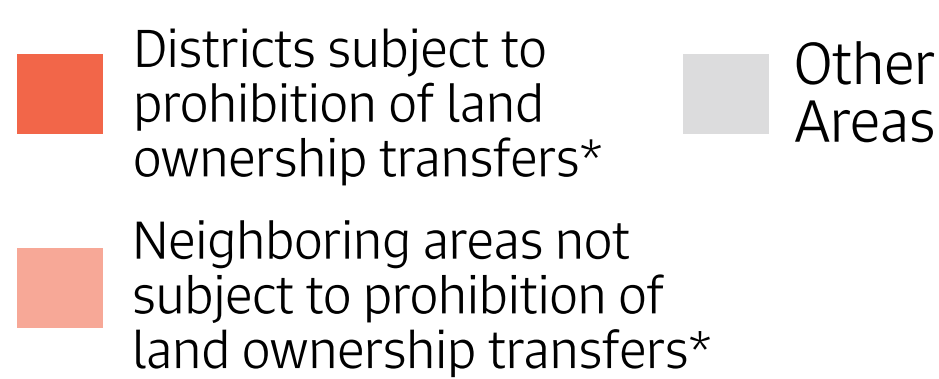 Districts subject to
prohibition of land
ownership transfers*
Other
Areas
Neighboring areas not
subject to prohibition of
land ownership transfers*